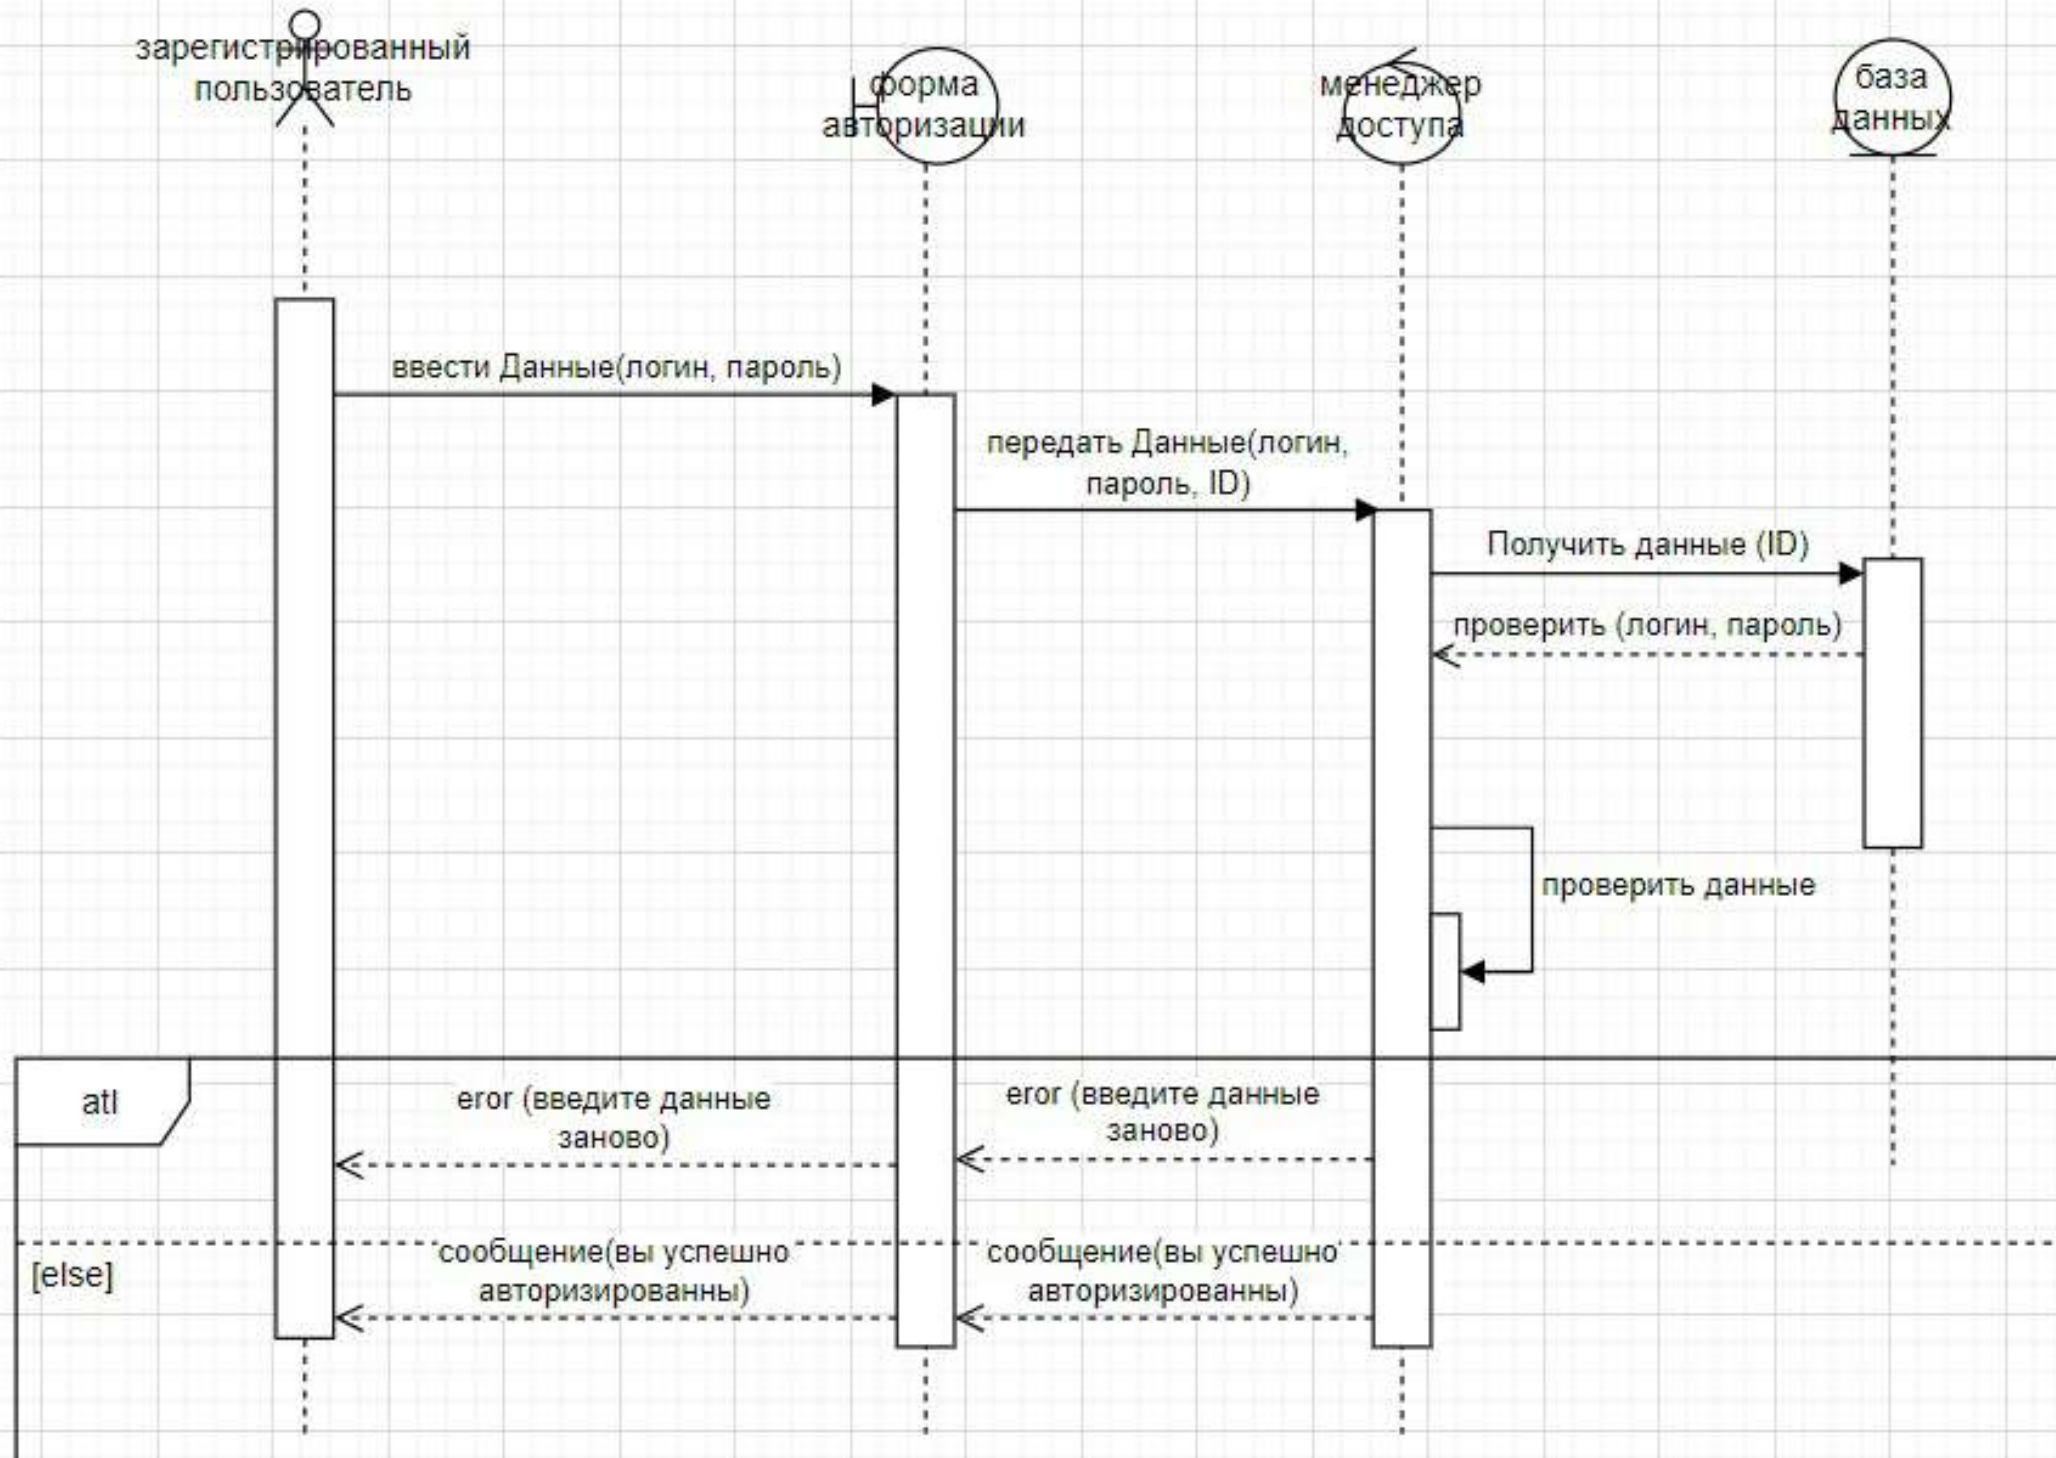 зарегистрированный
пользователь
форма
авторизации
менеджер
доступа
база
данных
ввести Данные(логин, пароль)
передать Данные(логин,
пароль, ID)
Получить данные (ID)
проверить (логин, пароль)
проверить данные
atl
eror (введите данные
заново)
eror (введите данные
заново)
[else]
сообщение(вы успешно
авторизированны)
сообщение(вы успешно
авторизированны)